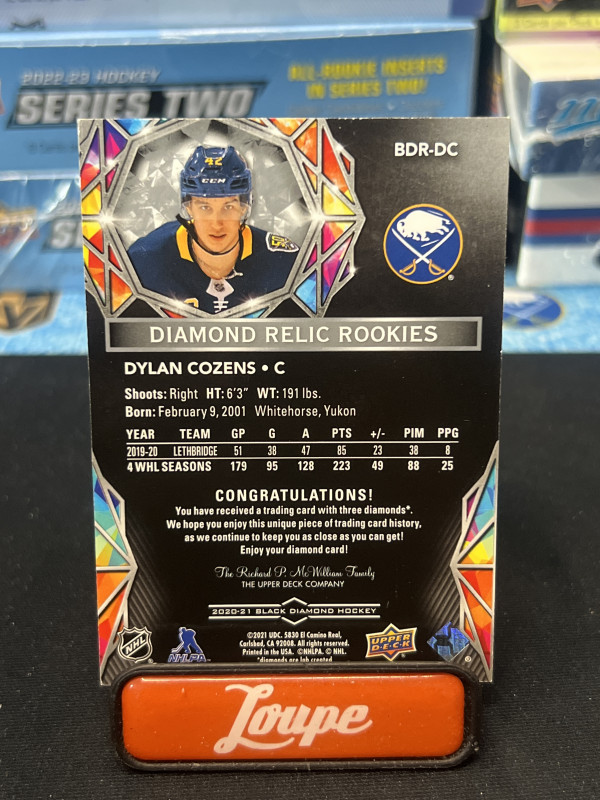 2022-23 HOCKEY
SERIES TWO
ALL-ROOKIE INSERTS
IN SERIES TWO!
BDR-DC
42
CCM
DIAMOND RELIC ROOKIES
DYLAN COZENS • C
Shoots: Right HT: 6'3" WT: 191 lbs.
Born: February 9, 2001 Whitehorse, Yukon
YEAR TEAM GP G A PTS +/- PIM PPG
2019-20 LETHBRIDGE 51 38 47 85 23 38 8
4 WHL SEASONS 179 95 128 223 49 88 25
CONGRATULATIONS!
You have received a trading card with three diamonds*.
We hope you enjoy this unique piece of trading card history,
as we continue to keep you as close as you can get!
Enjoy your diamond card!
The Richard P. McWilliam Family
THE UPPER DECK COMPANY
2020-21 BLACK DIAMOND HOCKEY
©2021 UDC. 5830 El Camino Real,
Carlsbad, CA 92008. All rights reserved.
Printed in the USA. ©NHLPA. © NHL.
*diamonds are lab created
NHL
NHLPA
UPPER DECK
Loupe